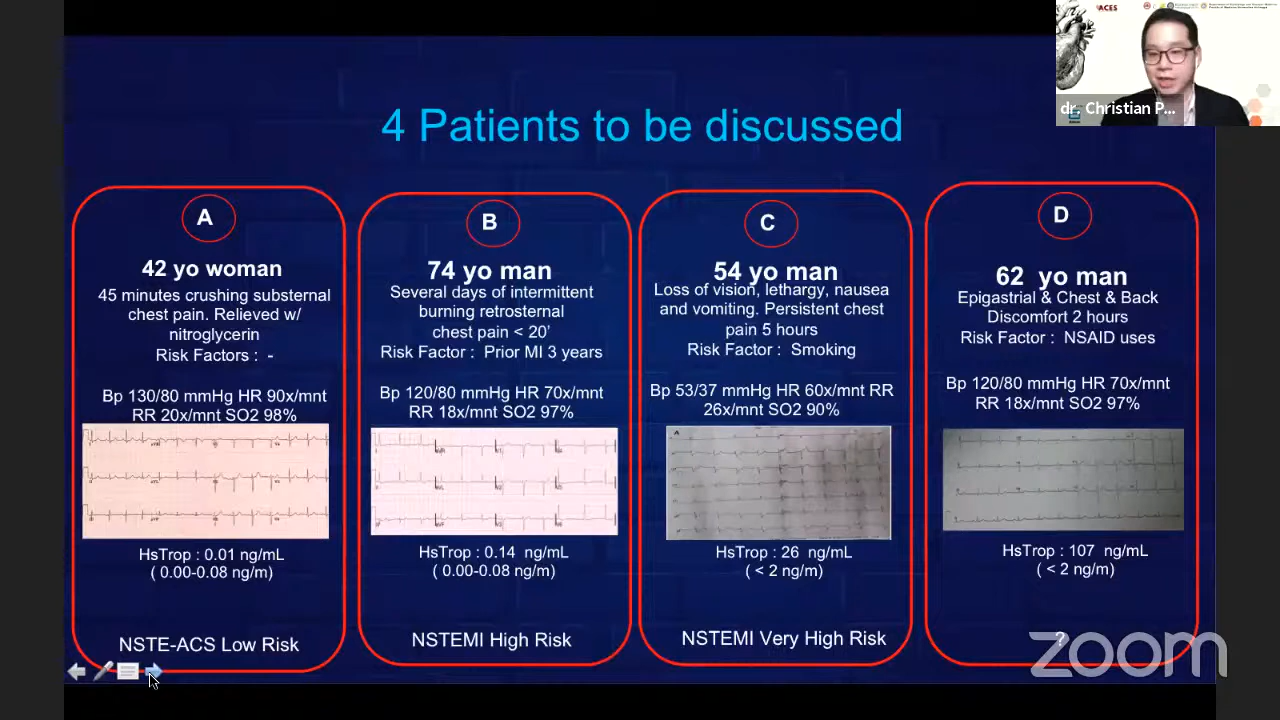 ACES
dr. Christian P...
4 Patients to be discussed
A
42 yo woman
45 minutes crushing substernal
chest pain. Relieved w/
nitroglycerin
Risk Factors : -
Bp 130/80 mmHg HR 90x/mnt
RR 20x/mnt SO2 98%
HsTrop : 0.01 ng/mL
( 0.00-0.08 ng/m)
NSTE-ACS Low Risk
B
74 yo man
Several days of intermittent
burning retrosternal
chest pain < 20'
Risk Factor : Prior MI 3 years
Bp 120/80 mmHg HR 70x/mnt
RR 18x/mnt SO2 97%
HsTrop : 0.14 ng/mL
( 0.00-0.08 ng/m)
NSTEMI High Risk
C
54 yo man
Loss of vision, lethargy, nausea
and vomiting. Persistent chest
pain 5 hours
Risk Factor : Smoking
Bp 53/37 mmHg HR 60x/mnt RR
26x/mnt SO2 90%
A
HsTrop : 26 ng/mL
( < 2 ng/m)
NSTEMI Very High Risk
D
62 yo man
Epigastrial & Chest & Back
Discomfort 2 hours
Risk Factor : NSAID uses
Bp 120/80 mmHg HR 70x/mnt
RR 18x/mnt SO2 97%
HsTrop : 107 ng/mL
( < 2 ng/m)
?
zoom